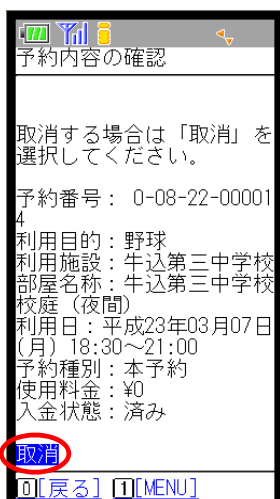 予約内容の確認
取消する場合は「取消」を
選択してください。
予約番号： 0-08-22-00001
4
利用目的：野球
利用施設：牛込第三中学校
部屋名称：牛込第三中学校
校庭（夜間）
利用日：平成23年03月07日
(月) 18:30～21:00
予約種別：本予約
使用料金：¥0
入金状態：済み
取消
0[戻る] 1[MENU]